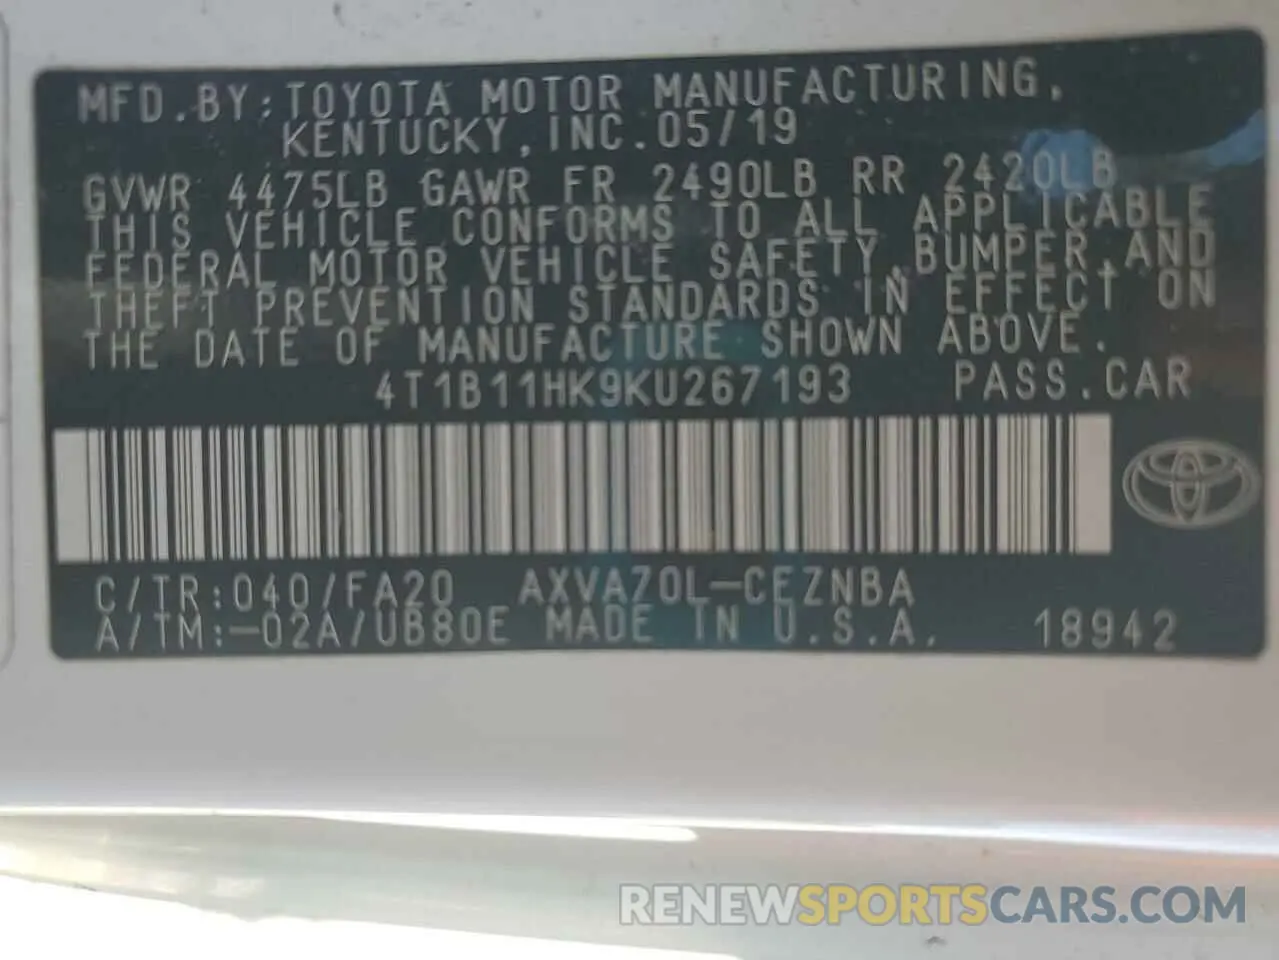 MFD.BY:TOYOTA MOTOR MANUFACTURING,
KENTUCKY,INC.05/19
GVWR 4475LB GAWR FR 2490LB RR 2420LB
THIS VEHICLE CONFORMS TO ALL APPLICABLE
FEDERAL MOTOR VEHICLE SAFETY,BUMPER,AND
THEFT PREVENTION STANDARDS IN EFFECT ON
THE DATE OF MANUFACTURE SHOWN ABOVE.
4T1B11HK9KU267193 PASS.CAR
C/TR:040/FA20 AXVA70L-CEZNBA
A/TM:-02A/UB80E MADE IN U.S.A. 18942
RENEWSPORTSCARS.COM